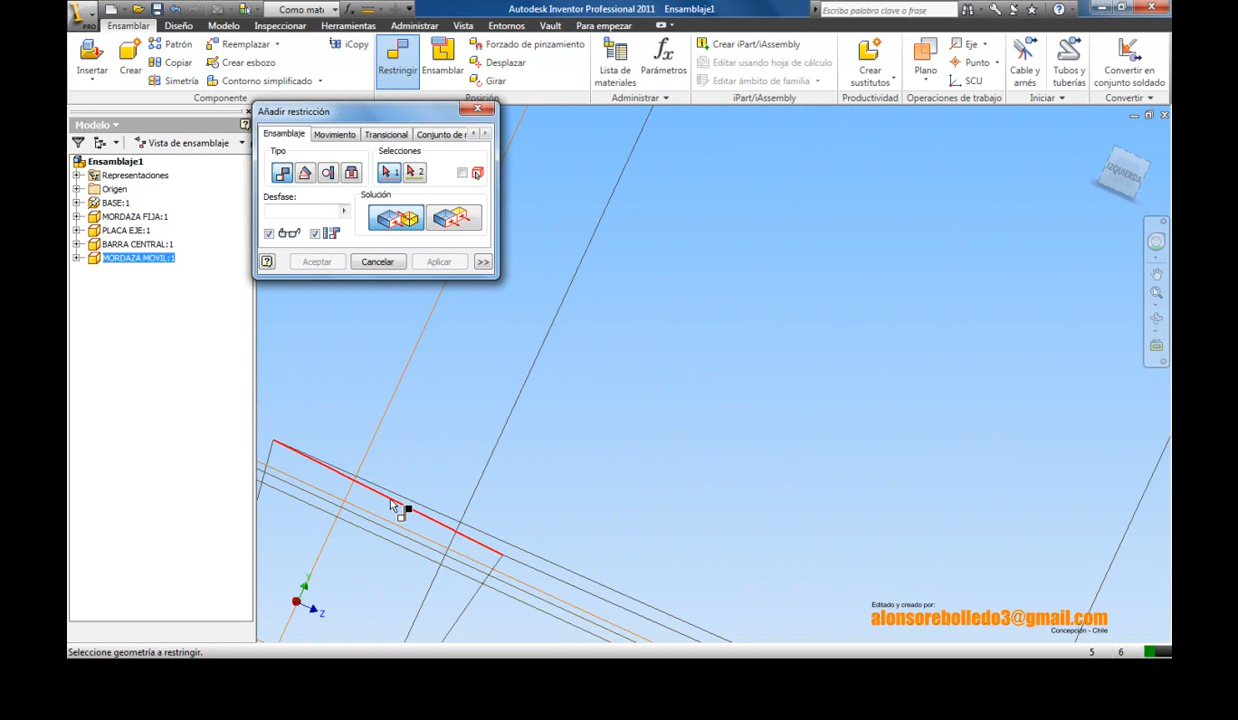 Como mat
Autodesk Inventor Professional 2011
Ensamblaje1
Escriba palabra clave o frase
PRO
Ensamblar
Diseño
Modelo
Inspeccionar
Herramientas
Administrar
Vista
Entornos
Vault
Para empezar
Insertar
Crear
Patrón
Copiar
Simetría
Reemplazar
Crear esbozo
Contorno simplificado
iCopy
Restringir
Ensamblar
Forzado de pinzamiento
Desplazar
Girar
Lista de
materiales
Parámetros
Crear iPart/iAssembly
Editar usando hoja de cálculo
Editar ámbito de familia
Crear
sustitutos
Plano
Eje
Punto
SCU
Cable y
arnés
Tubos y
tuberías
Convertir en
conjunto soldado
Componente
Posición
Administrar
iPart/iAssembly
Productividad
Operaciones de trabajo
Iniciar
Convertir
Modelo
Vista de ensamblaje
Ensamblaje1
Representaciones
Origen
BASE:1
MORDAZA FIJA:1
PLACA EJE:1
BARRA CENTRAL:1
MORDAZA MOVIL:1
Añadir restricción
Ensamblaje
Movimiento
Transicional
Conjunto de r
Tipo
Selecciones
1
2
Desfase:
Solución
Aceptar
Cancelar
Aplicar
>>
IZQUIERDA
Y
Z
Editado y creado por:
alonsorebolledo3@gmail.com
Concepción - Chile
Seleccione geometría a restringir.
5
6